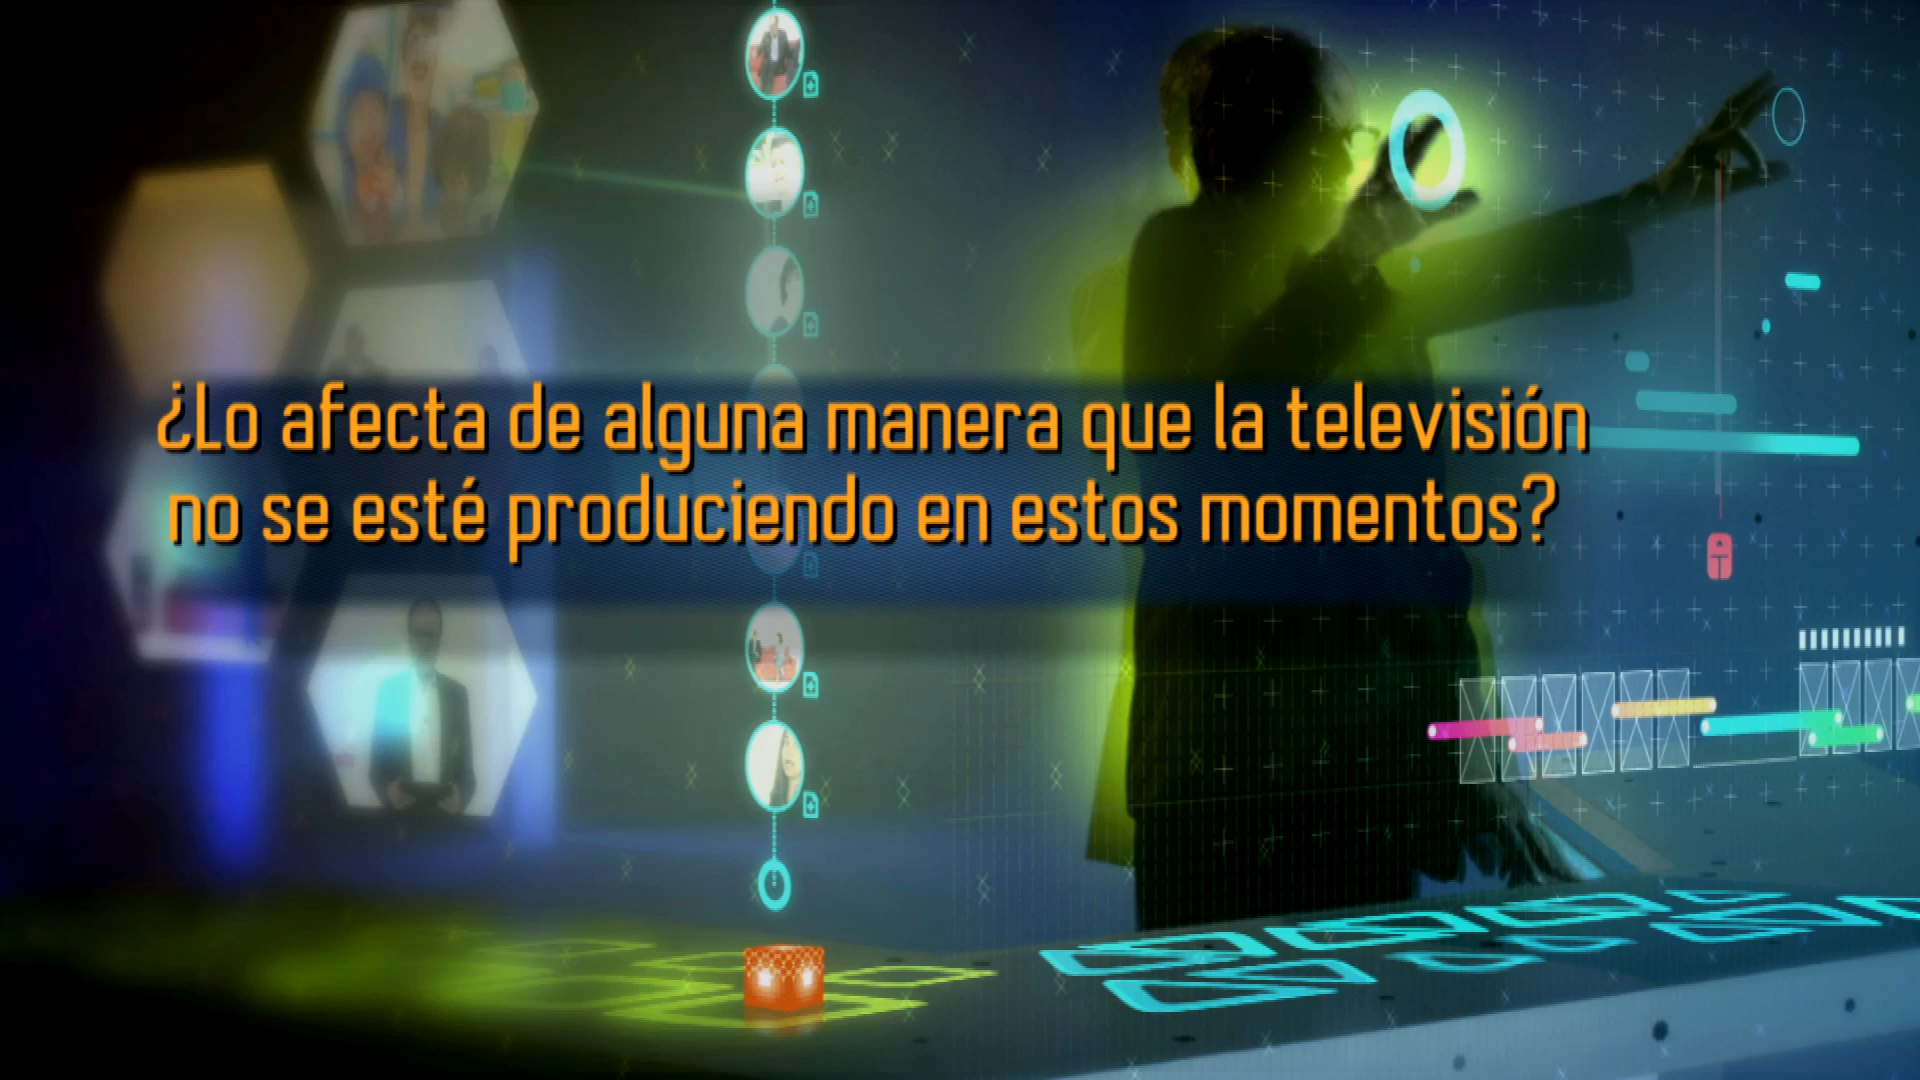 ¿Lo afecta de alguna manera que la televisión
no se esté produciendo en estos momentos?